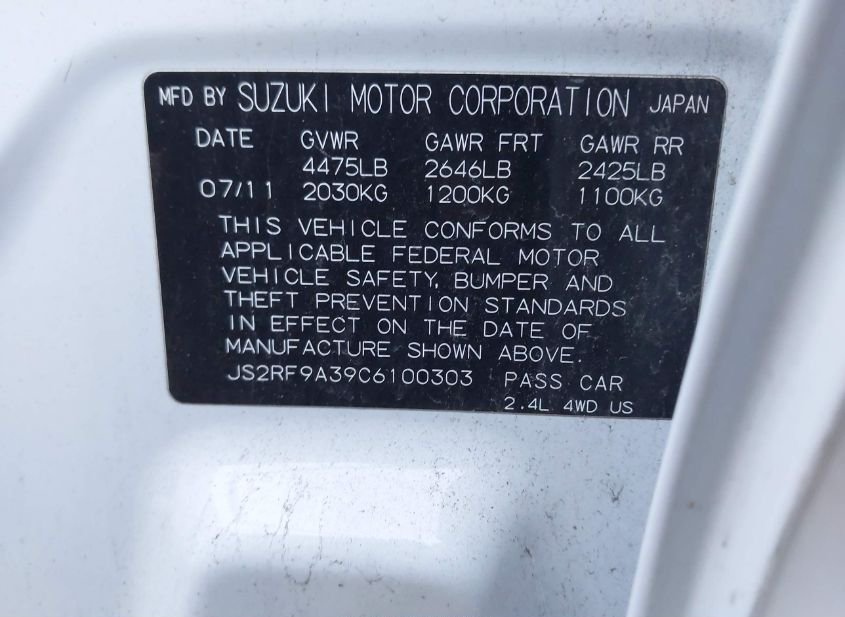 MFD BY SUZUKI MOTOR CORPORATION JAPAN
DATE GVWR GAWR FRT GAWR RR
4475LB 2646LB 2425LB
07/11 2030KG 1200KG 1100KG
THIS VEHICLE CONFORMS TO ALL
APPLICABLE FEDERAL MOTOR
VEHICLE SAFETY, BUMPER AND
THEFT PREVENTION STANDARDS
IN EFFECT ON THE DATE OF
MANUFACTURE SHOWN ABOVE.
JS2RF9A39C6100303 PASS CAR
2.4L 4WD US